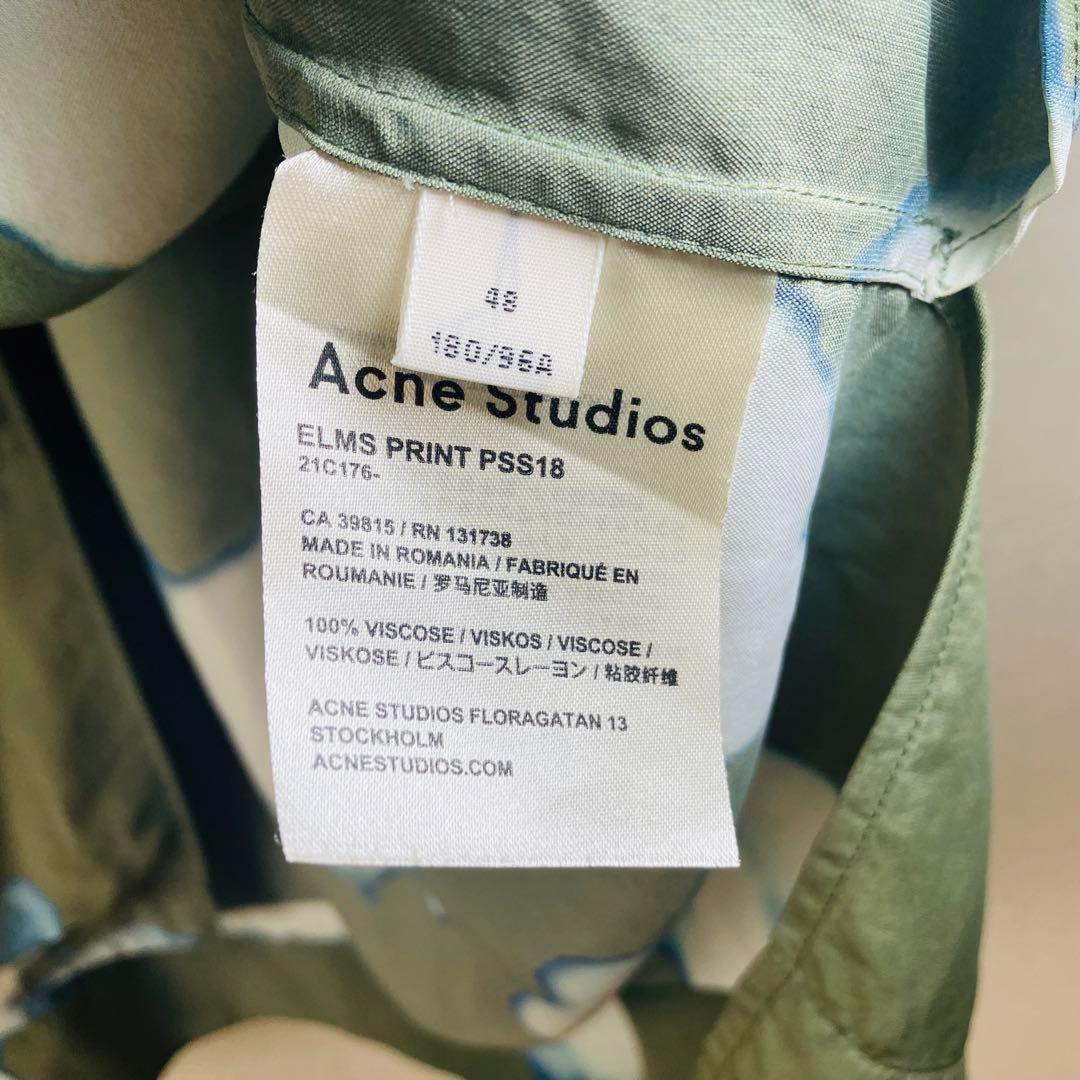 48
180/96A
Acne Studios
ELMS PRINT PSS18
21C176-
CA 39815 / RN 131738
MADE IN ROMANIA / FABRIQUÉ EN
ROUMANIE / 罗马尼亚制造
100% VISCOSE / VISKOS / VISCOSE /
VISKOSE / ビスコースレーヨン / 粘胶纤维
ACNE STUDIOS FLORAGATAN 13
STOCKHOLM
ACNESTUDIOS.COM